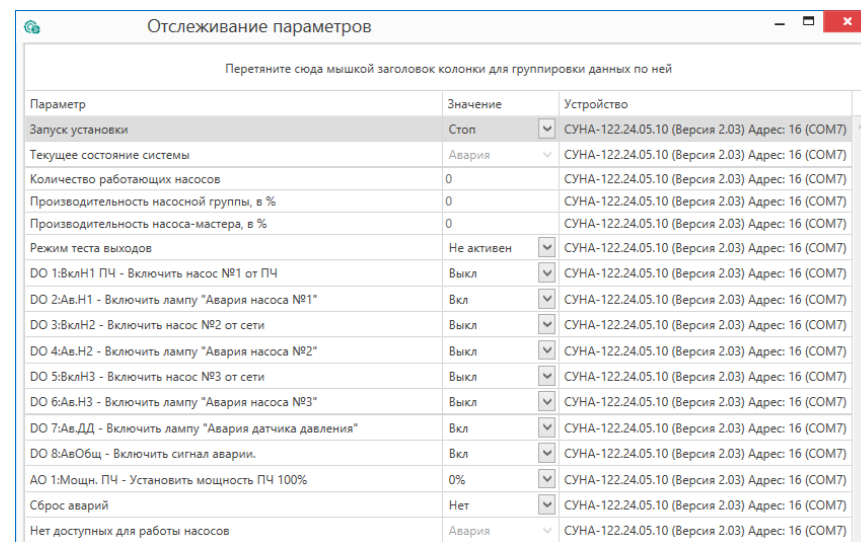 Отслеживание параметров
Перетяните сюда мышкой заголовок колонки для группировки данных по ней
Параметр Значение Устройство
Запуск установки Стоп СУНА-122.24.05.10 (Версия 2.03) Адрес: 16 (COM7)
Текущее состояние системы Авария СУНА-122.24.05.10 (Версия 2.03) Адрес: 16 (COM7)
Количество работающих насосов 0 СУНА-122.24.05.10 (Версия 2.03) Адрес: 16 (COM7)
Производительность насосной группы, в % 0 СУНА-122.24.05.10 (Версия 2.03) Адрес: 16 (COM7)
Производительность насоса-мастера, в % 0 СУНА-122.24.05.10 (Версия 2.03) Адрес: 16 (COM7)
Режим теста выходов Не активен СУНА-122.24.05.10 (Версия 2.03) Адрес: 16 (COM7)
DO 1:ВклН1 ПЧ - Включить насос №1 от ПЧ Выкл СУНА-122.24.05.10 (Версия 2.03) Адрес: 16 (COM7)
DO 2:Ав.Н1 - Включить лампу "Авария насоса №1" Вкл СУНА-122.24.05.10 (Версия 2.03) Адрес: 16 (COM7)
DO 3:ВклН2 - Включить насос №2 от сети Выкл СУНА-122.24.05.10 (Версия 2.03) Адрес: 16 (COM7)
DO 4:Ав.Н2 - Включить лампу "Авария насоса №2" Выкл СУНА-122.24.05.10 (Версия 2.03) Адрес: 16 (COM7)
DO 5:ВклН3 - Включить насос №3 от сети Выкл СУНА-122.24.05.10 (Версия 2.03) Адрес: 16 (COM7)
DO 6:Ав.Н3 - Включить лампу "Авария насоса №3" Выкл СУНА-122.24.05.10 (Версия 2.03) Адрес: 16 (COM7)
DO 7:Ав.ДД - Включить лампу "Авария датчика давления" Вкл СУНА-122.24.05.10 (Версия 2.03) Адрес: 16 (COM7)
DO 8:АвОбщ - Включить сигнал аварии. Вкл СУНА-122.24.05.10 (Версия 2.03) Адрес: 16 (COM7)
AO 1:Мощн. ПЧ - Установить мощность ПЧ 100% 0% СУНА-122.24.05.10 (Версия 2.03) Адрес: 16 (COM7)
Сброс аварий Нет СУНА-122.24.05.10 (Версия 2.03) Адрес: 16 (COM7)
Нет доступных для работы насосов Авария СУНА-122.24.05.10 (Версия 2.03) Адрес: 16 (COM7)